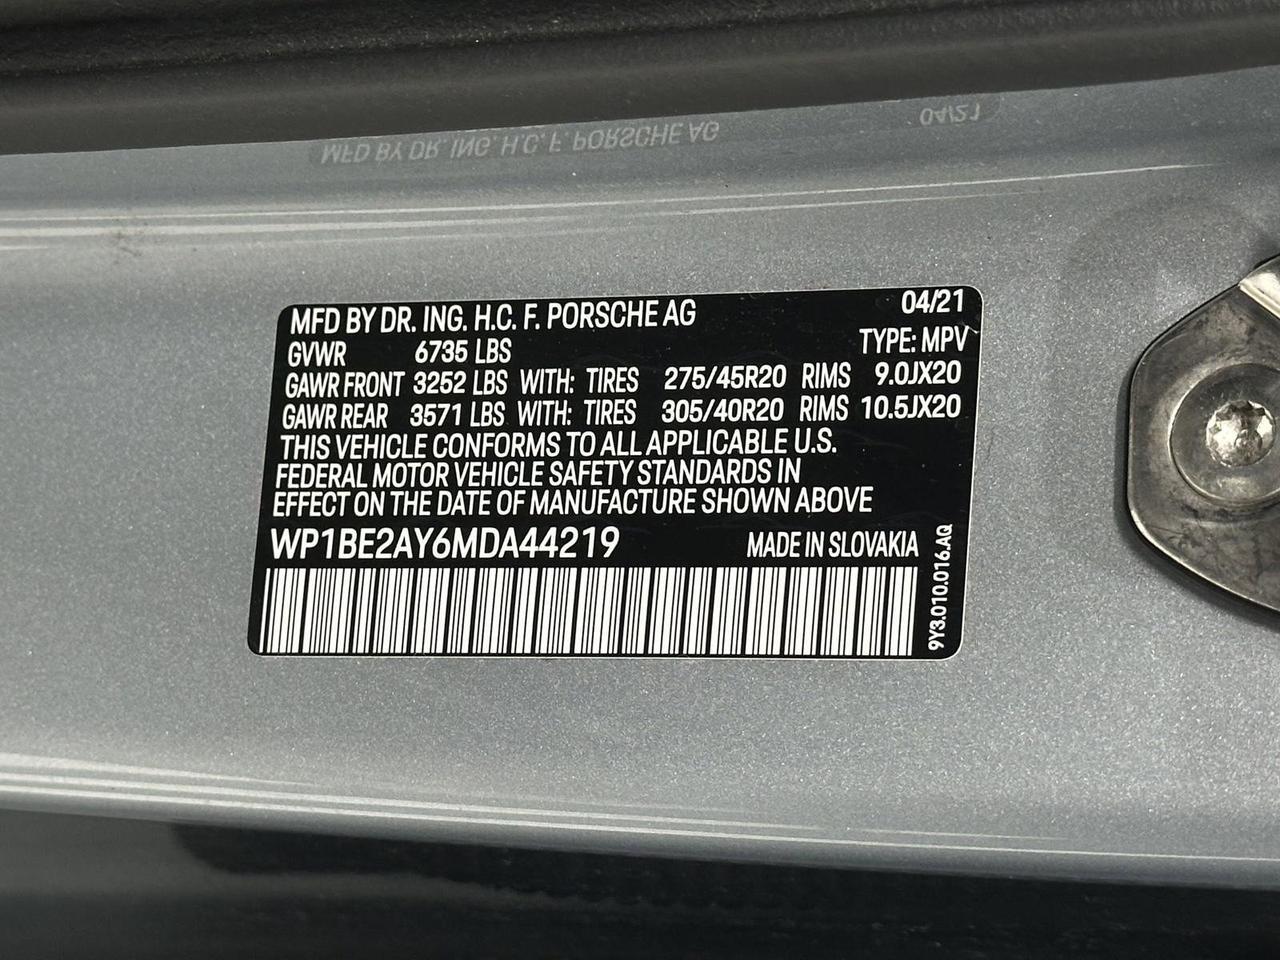 MFD BY DR. ING. H.C. F. PORSCHE AG 04/21
MFD BY DR. ING. H.C. F. PORSCHE AG 04/21
GVWR 6735 LBS TYPE: MPV
GAWR FRONT 3252 LBS WITH: TIRES 275/45R20 RIMS 9.0JX20
GAWR REAR 3571 LBS WITH: TIRES 305/40R20 RIMS 10.5JX20
THIS VEHICLE CONFORMS TO ALL APPLICABLE U.S.
FEDERAL MOTOR VEHICLE SAFETY STANDARDS IN
EFFECT ON THE DATE OF MANUFACTURE SHOWN ABOVE
WP1BE2AY6MDA44219 MADE IN SLOVAKIA
9Y3.010.016.AQ